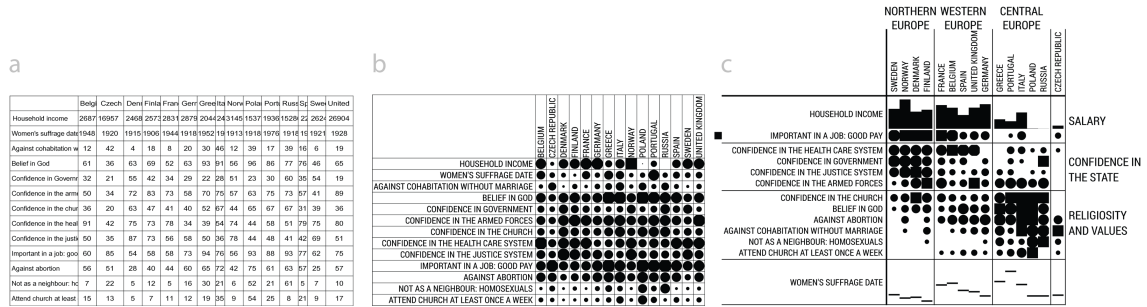 a
Belgi Czech Den Finla Fran Gern Gree Ita Norv Pola Port Rus Sp Swe United
Household income 2687 16957 2468 2573 2831 2879 2044 24 3145 1537 1936 1528 22 2624 26904
Women's suffrage date 1948 1920 1915 1906 1944 1918 1952 19 1913 1918 1976 1918 19 1921 1928
Against cohabitation w 12 42 4 18 8 20 30 46 12 39 17 39 16 6 19
Belief in God 61 36 63 69 52 63 93 91 56 96 86 77 76 46 65
Confidence in Govern 32 21 55 42 34 29 22 28 51 23 30 60 35 54 19
Confidence in the arme 50 34 72 83 73 58 70 75 57 63 75 73 57 41 89
Confidence in the chur 36 20 63 47 41 40 52 67 44 65 67 67 31 39 36
Confidence in the heal 91 42 75 73 78 34 39 54 74 44 58 51 79 75 80
Confidence in the justi 50 35 87 73 56 58 50 36 78 44 48 41 42 69 51
Important in a job: goo 60 85 54 58 58 73 94 76 56 93 88 93 77 62 75
Against abortion 56 51 28 40 44 60 65 72 42 75 61 63 57 25 57
Not as a neighbour: hc 7 22 5 12 5 16 30 21 6 52 21 61 5 7 10
Attend church at least 15 13 5 7 11 12 19 35 9 54 25 8 21 9 17
b
BELGIUM
CZECH REPUBLIC
DENMARK
FINLAND
FRANCE
GERMANY
GREECE
ITALY
NORWAY
POLAND
PORTUGAL
RUSSIA
SPAIN
SWEDEN
UNITED KINGDOM
HOUSEHOLD INCOME
WOMEN'S SUFFRAGE DATE
AGAINST COHABITATION WITHOUT MARRIAGE
BELIEF IN GOD
CONFIDENCE IN GOVERNMENT
CONFIDENCE IN THE ARMED FORCES
CONFIDENCE IN THE CHURCH
CONFIDENCE IN THE HEALTH CARE SYSTEM
CONFIDENCE IN THE JUSTICE SYSTEM
IMPORTANT IN A JOB: GOOD PAY
AGAINST ABORTION
NOT AS A NEIGHBOUR: HOMOSEXUALS
ATTEND CHURCH AT LEAST ONCE A WEEK
c
NORTHERN EUROPE
WESTERN EUROPE
CENTRAL EUROPE
SWEDEN
NORWAY
DENMARK
FINLAND
FRANCE
BELGIUM
SPAIN
UNITED KINGDOM
GERMANY
GREECE
PORTUGAL
ITALY
POLAND
RUSSIA
CZECH REPUBLIC
HOUSEHOLD INCOME
IMPORTANT IN A JOB: GOOD PAY
SALARY
CONFIDENCE IN THE HEALTH CARE SYSTEM
CONFIDENCE IN GOVERNMENT
CONFIDENCE IN THE JUSTICE SYSTEM
CONFIDENCE IN THE ARMED FORCES
CONFIDENCE IN
THE STATE
CONFIDENCE IN THE CHURCH
BELIEF IN GOD
AGAINST ABORTION
AGAINST COHABITATION WITHOUT MARRIAGE
NOT AS A NEIGHBOUR: HOMOSEXUALS
ATTEND CHURCH AT LEAST ONCE A WEEK
RELIGIOSITY
AND VALUES
WOMEN'S SUFFRAGE DATE